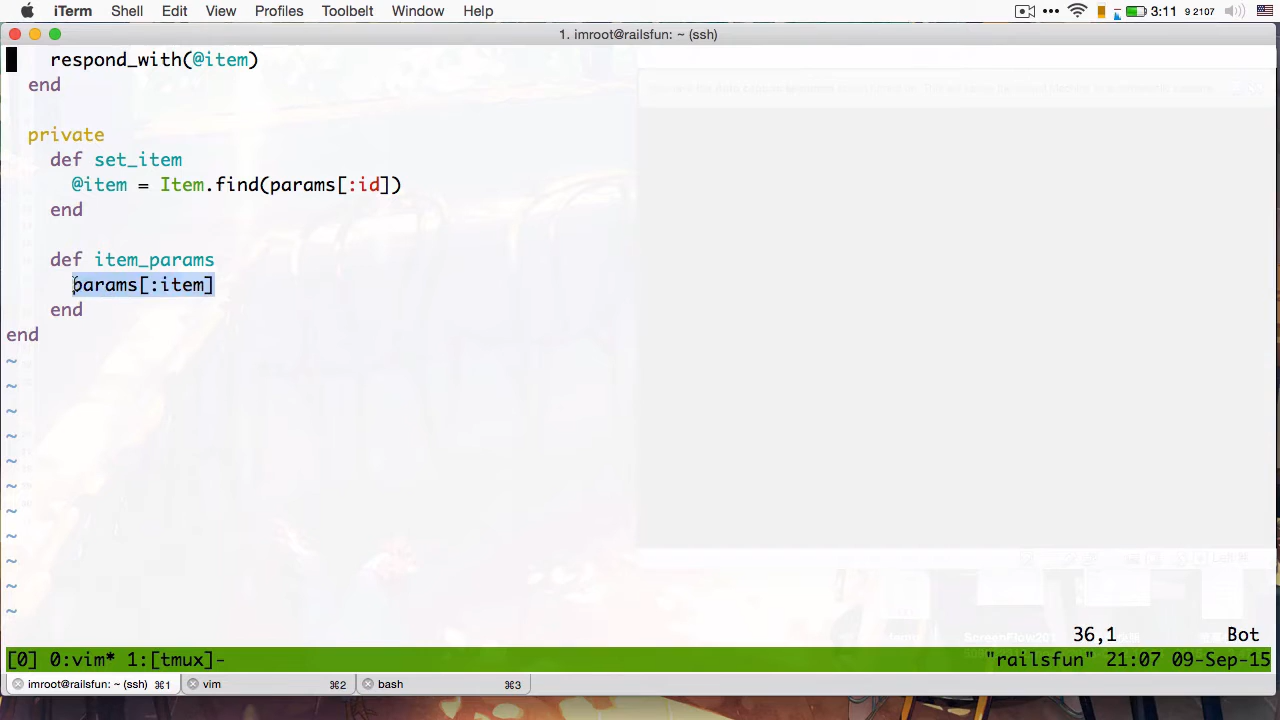 iTerm Shell Edit View Profiles Toolbelt Window Help 3:11 9 2107
1. imroot@railsfun: ~ (ssh)
respond_with(@item)
end
private
def set_item
@item = Item.find(params[:id])
end
def item_params
params[:item]
end
end
~
~
~
~
~
~
~
~
~
~
~
36,1 Bot
[0] 0:vim* 1:[tmux]- "railsfun" 21:07 09-Sep-15
imroot@railsfun: ~ (ssh) ⌘1 vim ⌘2 bash ⌘3